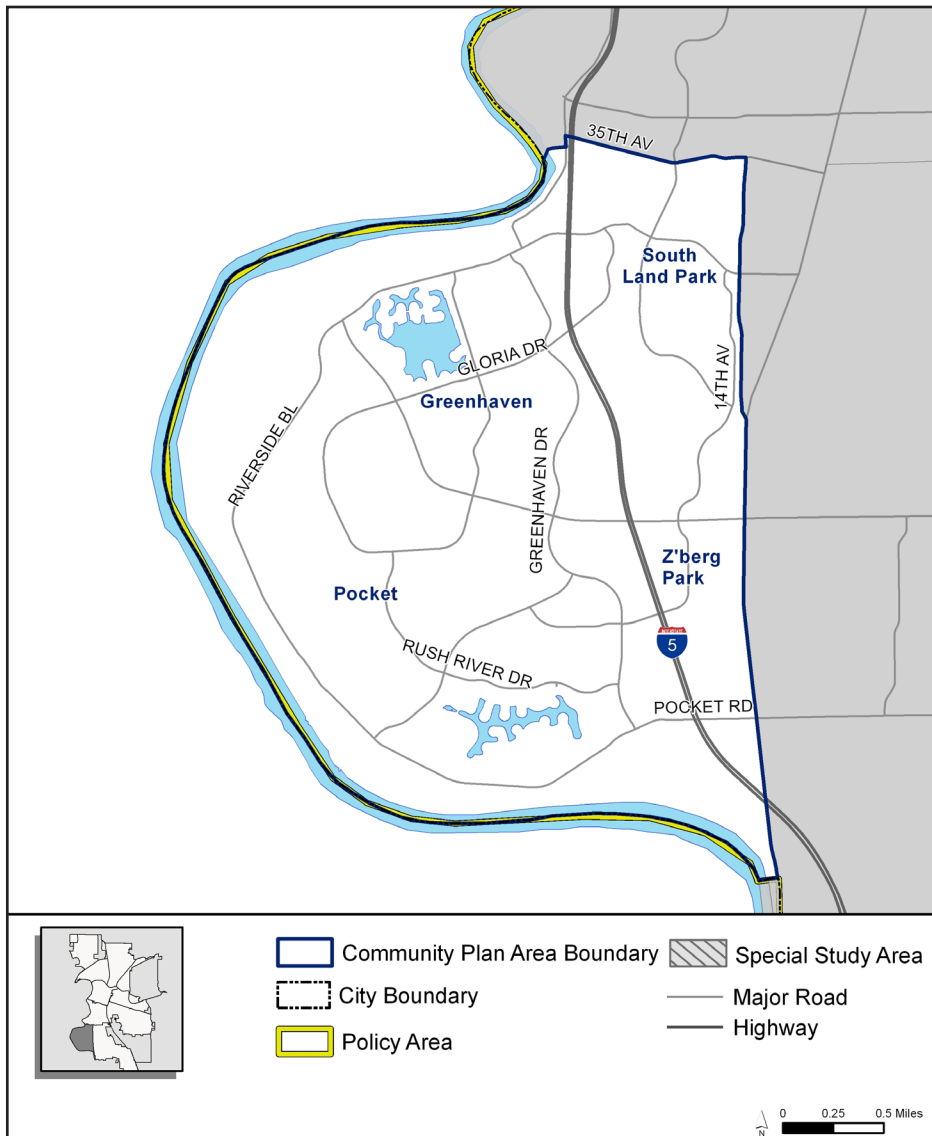 35TH AV
South
Land Park
14TH AV
GLORIA DR
Greenhaven
RIVERSIDE BL
GREENHAVEN DR
Z'berg
Park
Pocket
5
RUSH RIVER DR
POCKET RD
Community Plan Area Boundary
City Boundary
Policy Area
Special Study Area
Major Road
Highway
N
0 0.25 0.5 Miles